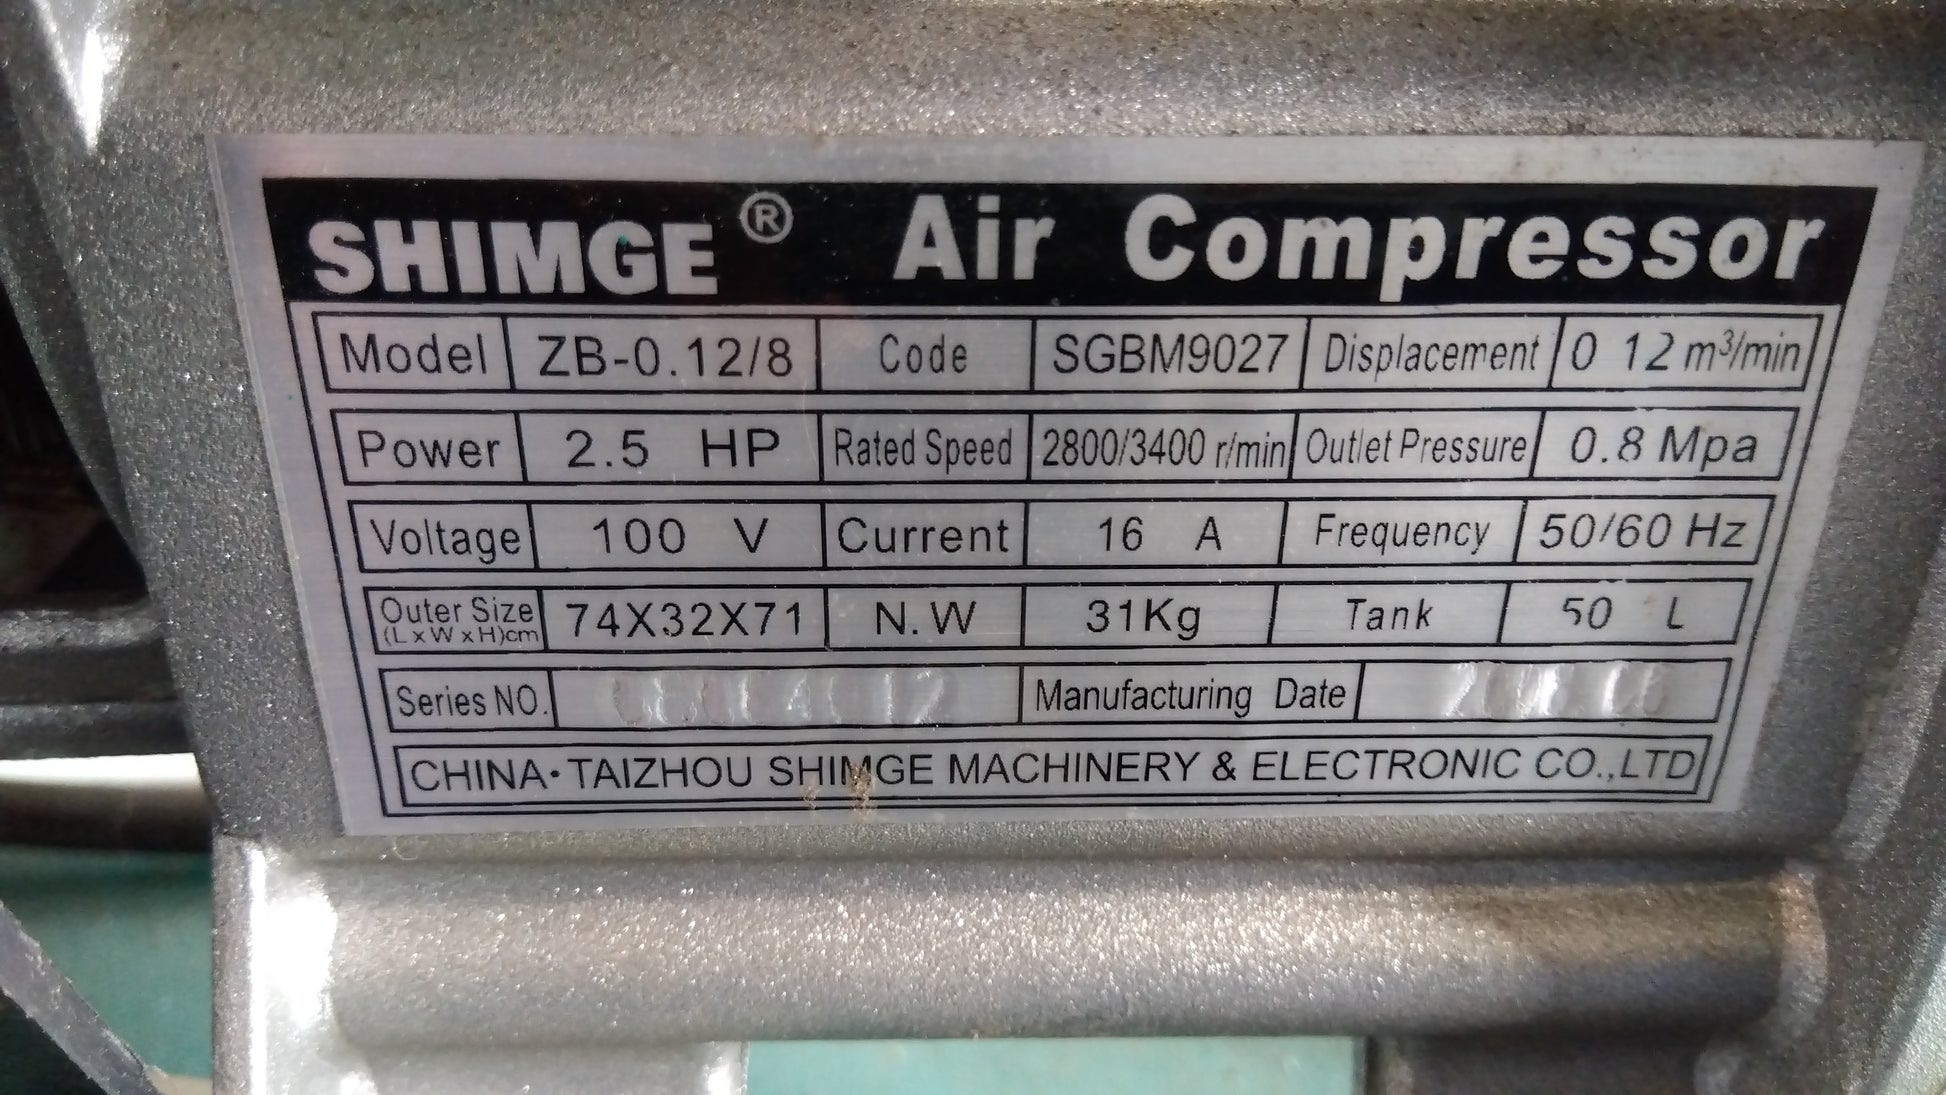 SHIMGE® Air Compressor
Model ZB-0.12/8 Code SGBM9027 Displacement 0 12 m³/min
Power 2.5 HP Rated Speed 2800/3400 r/min Outlet Pressure 0.8 Mpa
Voltage 100 V Current 16 A Frequency 50/60 Hz
Outer Size (LxWxH)cm 74X32X71 N.W 31Kg Tank 50 L
Series NO. Manufacturing Date
CHINA·TAIZHOU SHIMGE MACHINERY & ELECTRONIC CO.,LTD